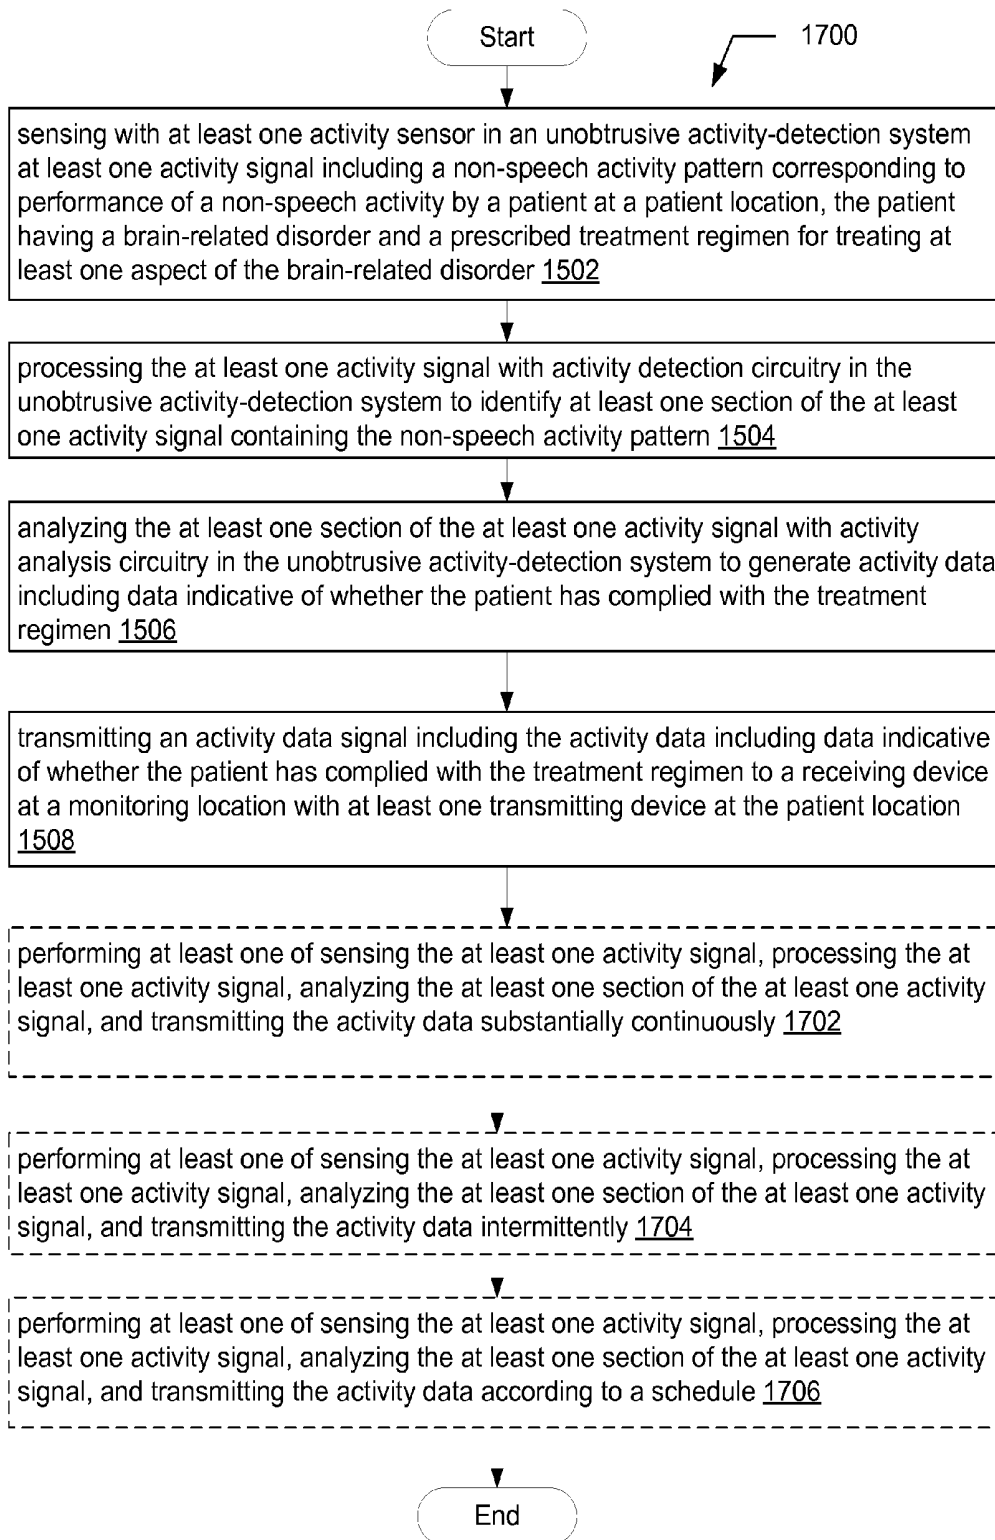 Start
1700
sensing with at least one activity sensor in an unobtrusive activity-detection system
at least one activity signal including a non-speech activity pattern corresponding to
performance of a non-speech activity by a patient at a patient location, the patient
having a brain-related disorder and a prescribed treatment regimen for treating at
least one aspect of the brain-related disorder 1502
processing the at least one activity signal with activity detection circuitry in the
unobtrusive activity-detection system to identify at least one section of the at least
one activity signal containing the non-speech activity pattern 1504
analyzing the at least one section of the at least one activity signal with activity
analysis circuitry in the unobtrusive activity-detection system to generate activity data
including data indicative of whether the patient has complied with the treatment
regimen 1506
transmitting an activity data signal including the activity data including data indicative
of whether the patient has complied with the treatment regimen to a receiving device
at a monitoring location with at least one transmitting device at the patient location
1508
performing at least one of sensing the at least one activity signal, processing the at
least one activity signal, analyzing the at least one section of the at least one activity
signal, and transmitting the activity data substantially continuously 1702
performing at least one of sensing the at least one activity signal, processing the at
least one activity signal, analyzing the at least one section of the at least one activity
signal, and transmitting the activity data intermittently 1704
performing at least one of sensing the at least one activity signal, processing the at
least one activity signal, analyzing the at least one section of the at least one activity
signal, and transmitting the activity data according to a schedule 1706
End